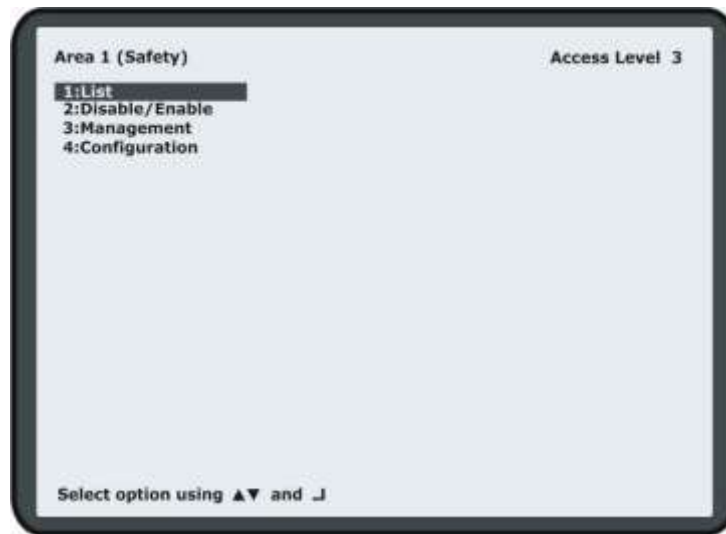 Area 1 (Safety) Access Level 3
1:List
2:Disable/Enable
3:Management
4:Configuration
Select option using ▲▼ and ↵